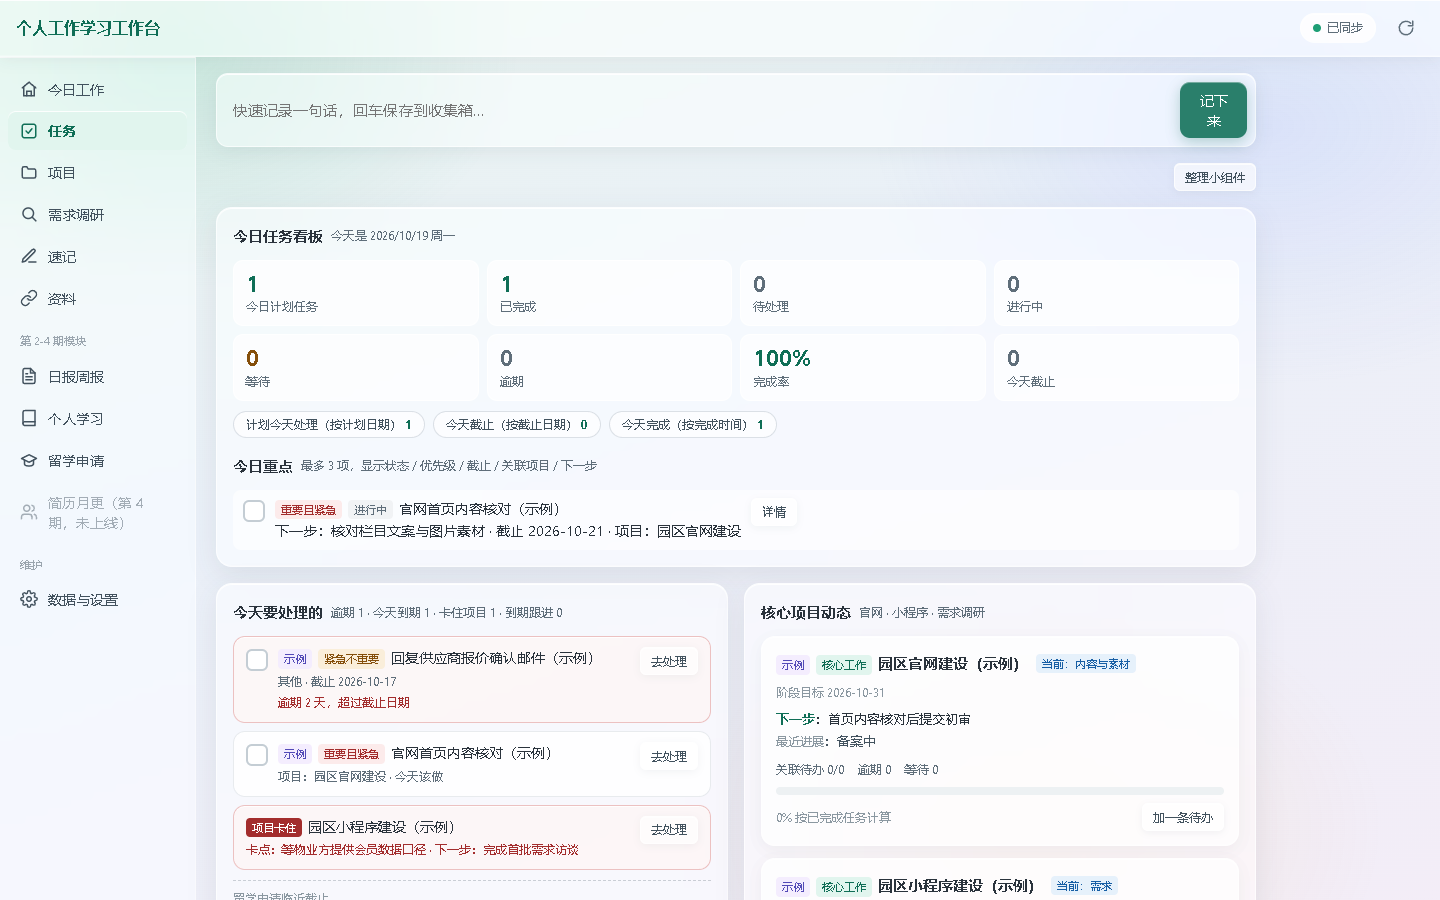 个人工作学习工作台
已同步
今日工作
任务
项目
需求调研
速记
资料
第 2-4 期模块
日报周报
个人学习
留学申请
简历月更（第 4
期，未上线）
维护
数据与设置
快速记录一句话，回车保存到收集箱...
记下
来
整理小组件
今日任务看板 今天是 2026/10/19 周一
1
今日计划任务
1
已完成
0
待处理
0
进行中
0
等待
0
逾期
100%
完成率
0
今天截止
计划今天处理（按计划日期） 1
今天截止（按截止日期） 0
今天完成（按完成时间） 1
今日重点 最多 3 项，显示状态 / 优先级 / 截止 / 关联项目 / 下一步
重要且紧急 进行中 官网首页内容核对（示例）
下一步：核对栏目文案与图片素材 · 截止 2026-10-21 · 项目：园区官网建设
详情
今天要处理的 逾期 1 · 今天到期 1 · 卡住项目 1 · 到期跟进 0
示例 紧急不重要 回复供应商报价确认邮件（示例）
其他 · 截止 2026-10-17
逾期 2 天，超过截止日期
去处理
示例 重要且紧急 官网首页内容核对（示例）
项目：园区官网建设 · 今天该做
去处理
项目卡住 园区小程序建设（示例）
卡点：等物业方提供会员数据口径 · 下一步：完成首批需求访谈
去处理
留学申请临近截止
核心项目动态 官网 · 小程序 · 需求调研
示例 核心工作 园区官网建设（示例） 当前：内容与素材
阶段目标 2026-10-31
下一步：首页内容核对后提交初审
最近进展：备案中
关联待办 0/0 逾期 0 等待 0
0% 按已完成任务计算
加一条待办
示例 核心工作 园区小程序建设（示例） 当前：需求